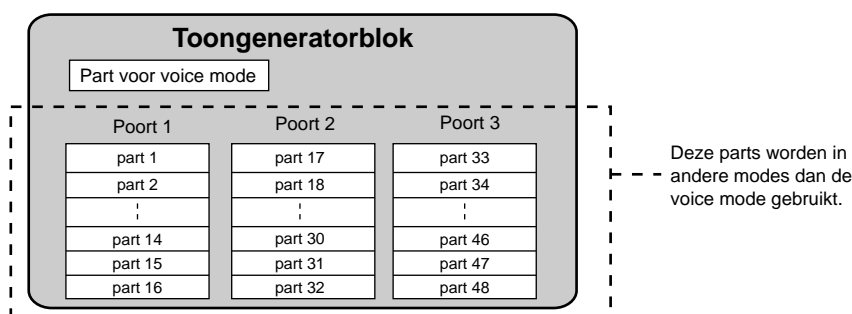 Toongeneratorblok
Part voor voice mode
Poort 1
part 1
part 2
part 14
part 15
part 16
Poort 2
part 17
part 18
part 30
part 31
part 32
Poort 3
part 33
part 34
part 46
part 47
part 48
Deze parts worden in
andere modes dan de
voice mode gebruikt.